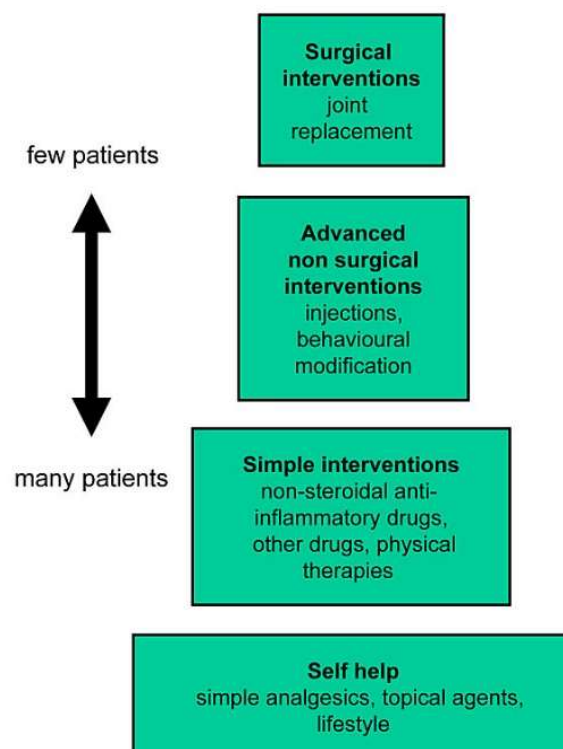 Surgical
interventions
joint
replacement
few patients
Advanced
non surgical
interventions
injections,
behavioural
modification
many patients
Simple interventions
non-steroidal anti-
inflammatory drugs,
other drugs, physical
therapies
Self help
simple analgesics, topical agents,
lifestyle